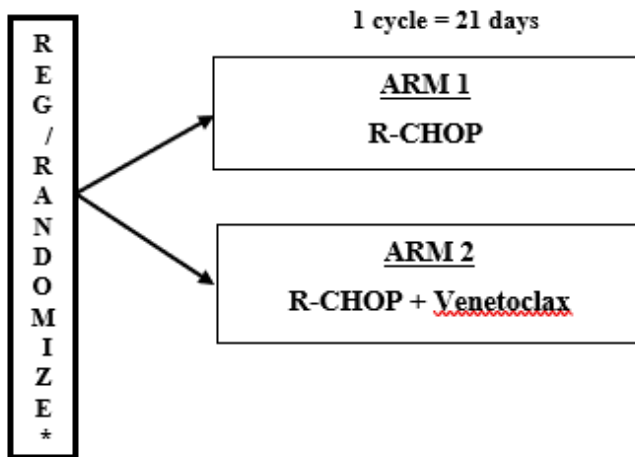 1 cycle = 21 days
R
E
G
/
R
A
N
D
O
M
I
Z
E
*
ARM 1
R-CHOP
ARM 2
R-CHOP + Venetoclax